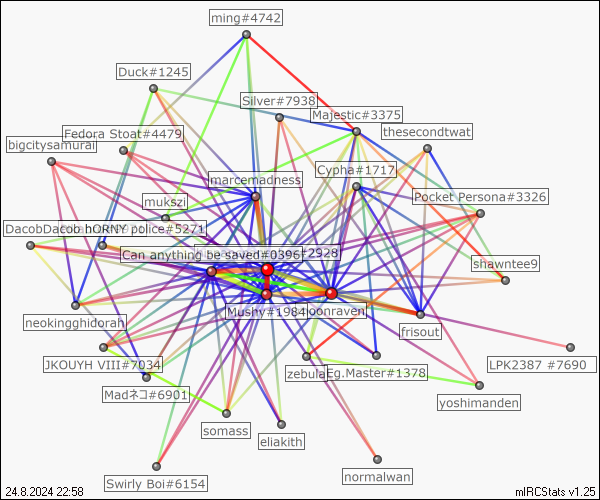 ming#4742
Duck#1245
Silver#7938
Majestic#3375
Fedora Stoat#4479
thesecondtwat
bigcitysamurai
Cypha#1717
marcemadness
Pocket Persona#3326
mukszi
DacobDacob hORNY police#5271
Can anything be saved#0396
#2928
shawntee9
neokingghidorah
Mushy#1984
oonraven
frisout
JKOUYH VIII#7034
LPK2387 #7690
zebula
Eg.Master#1378
Madネコ#6901
yoshimanden
somass
eliakith
normalwan
Swirly Boi#6154
24.8.2024 22:58
mIRCStats v1.25